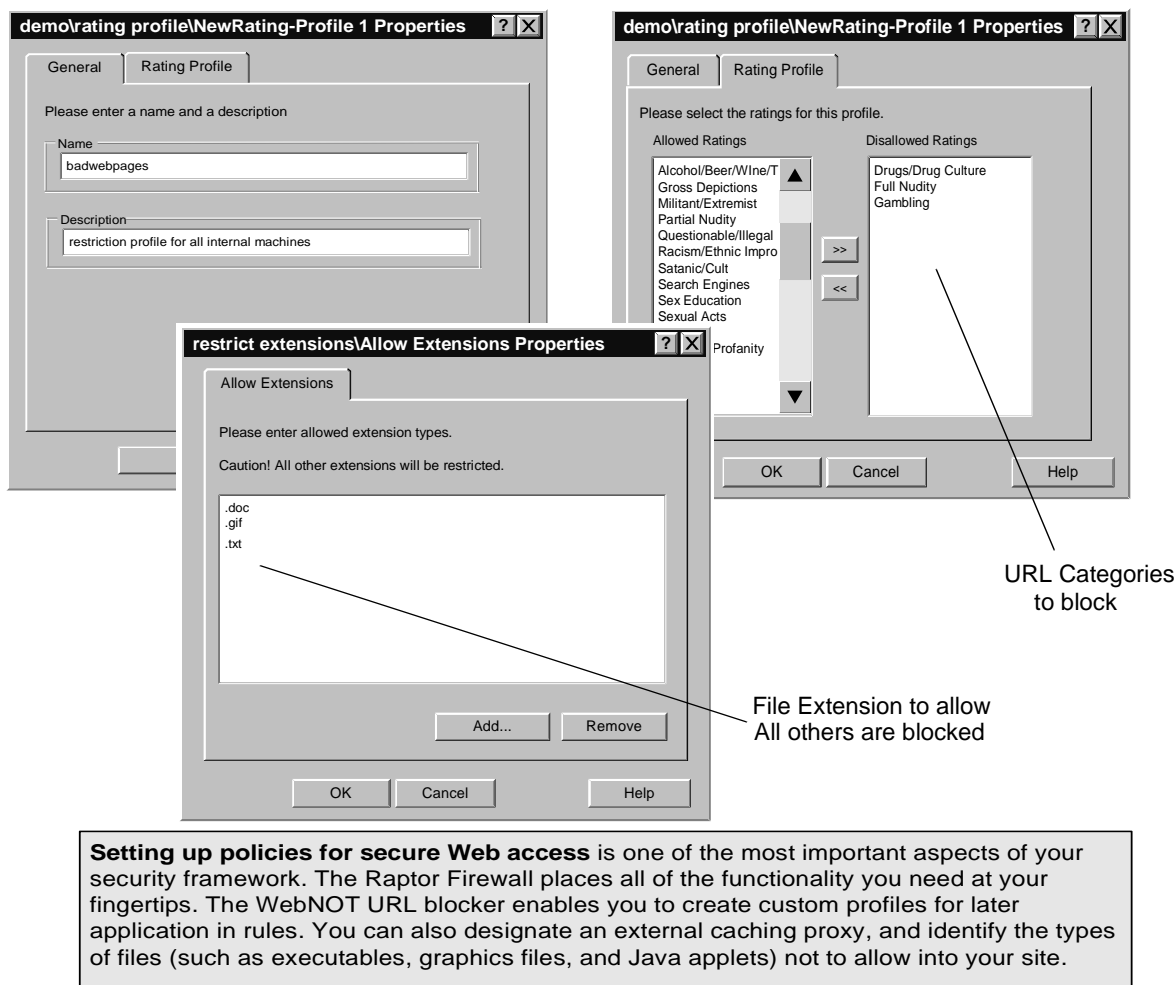 demo\rating profile\NewRating-Profile 1 Properties ? X
General Rating Profile
Please enter a name and a description
Name
badwebpages
Description
restriction profile for all internal machines
demo\rating profile\NewRating-Profile 1 Properties ? X
General Rating Profile
Please select the ratings for this profile.
Allowed Ratings Disallowed Ratings
Alcohol/Beer/WIne/T
Gross Depictions
Militant/Extremist
Partial Nudity
Questionable/Illegal
Racism/Ethnic Impro
Satanic/Cult
Search Engines
Sex Education
Sexual Acts
Profanity
Drugs/Drug Culture
Full Nudity
Gambling
>>
<<
OK Cancel Help
URL Categories
to block
restrict extensions\Allow Extensions Properties ? X
Allow Extensions
Please enter allowed extension types.
Caution! All other extensions will be restricted.
.doc
.gif
.txt
Add... Remove
OK Cancel Help
File Extension to allow
All others are blocked
Setting up policies for secure Web access is one of the most important aspects of your
security framework. The Raptor Firewall places all of the functionality you need at your
fingertips. The WebNOT URL blocker enables you to create custom profiles for later
application in rules. You can also designate an external caching proxy, and identify the types
of files (such as executables, graphics files, and Java applets) not to allow into your site.